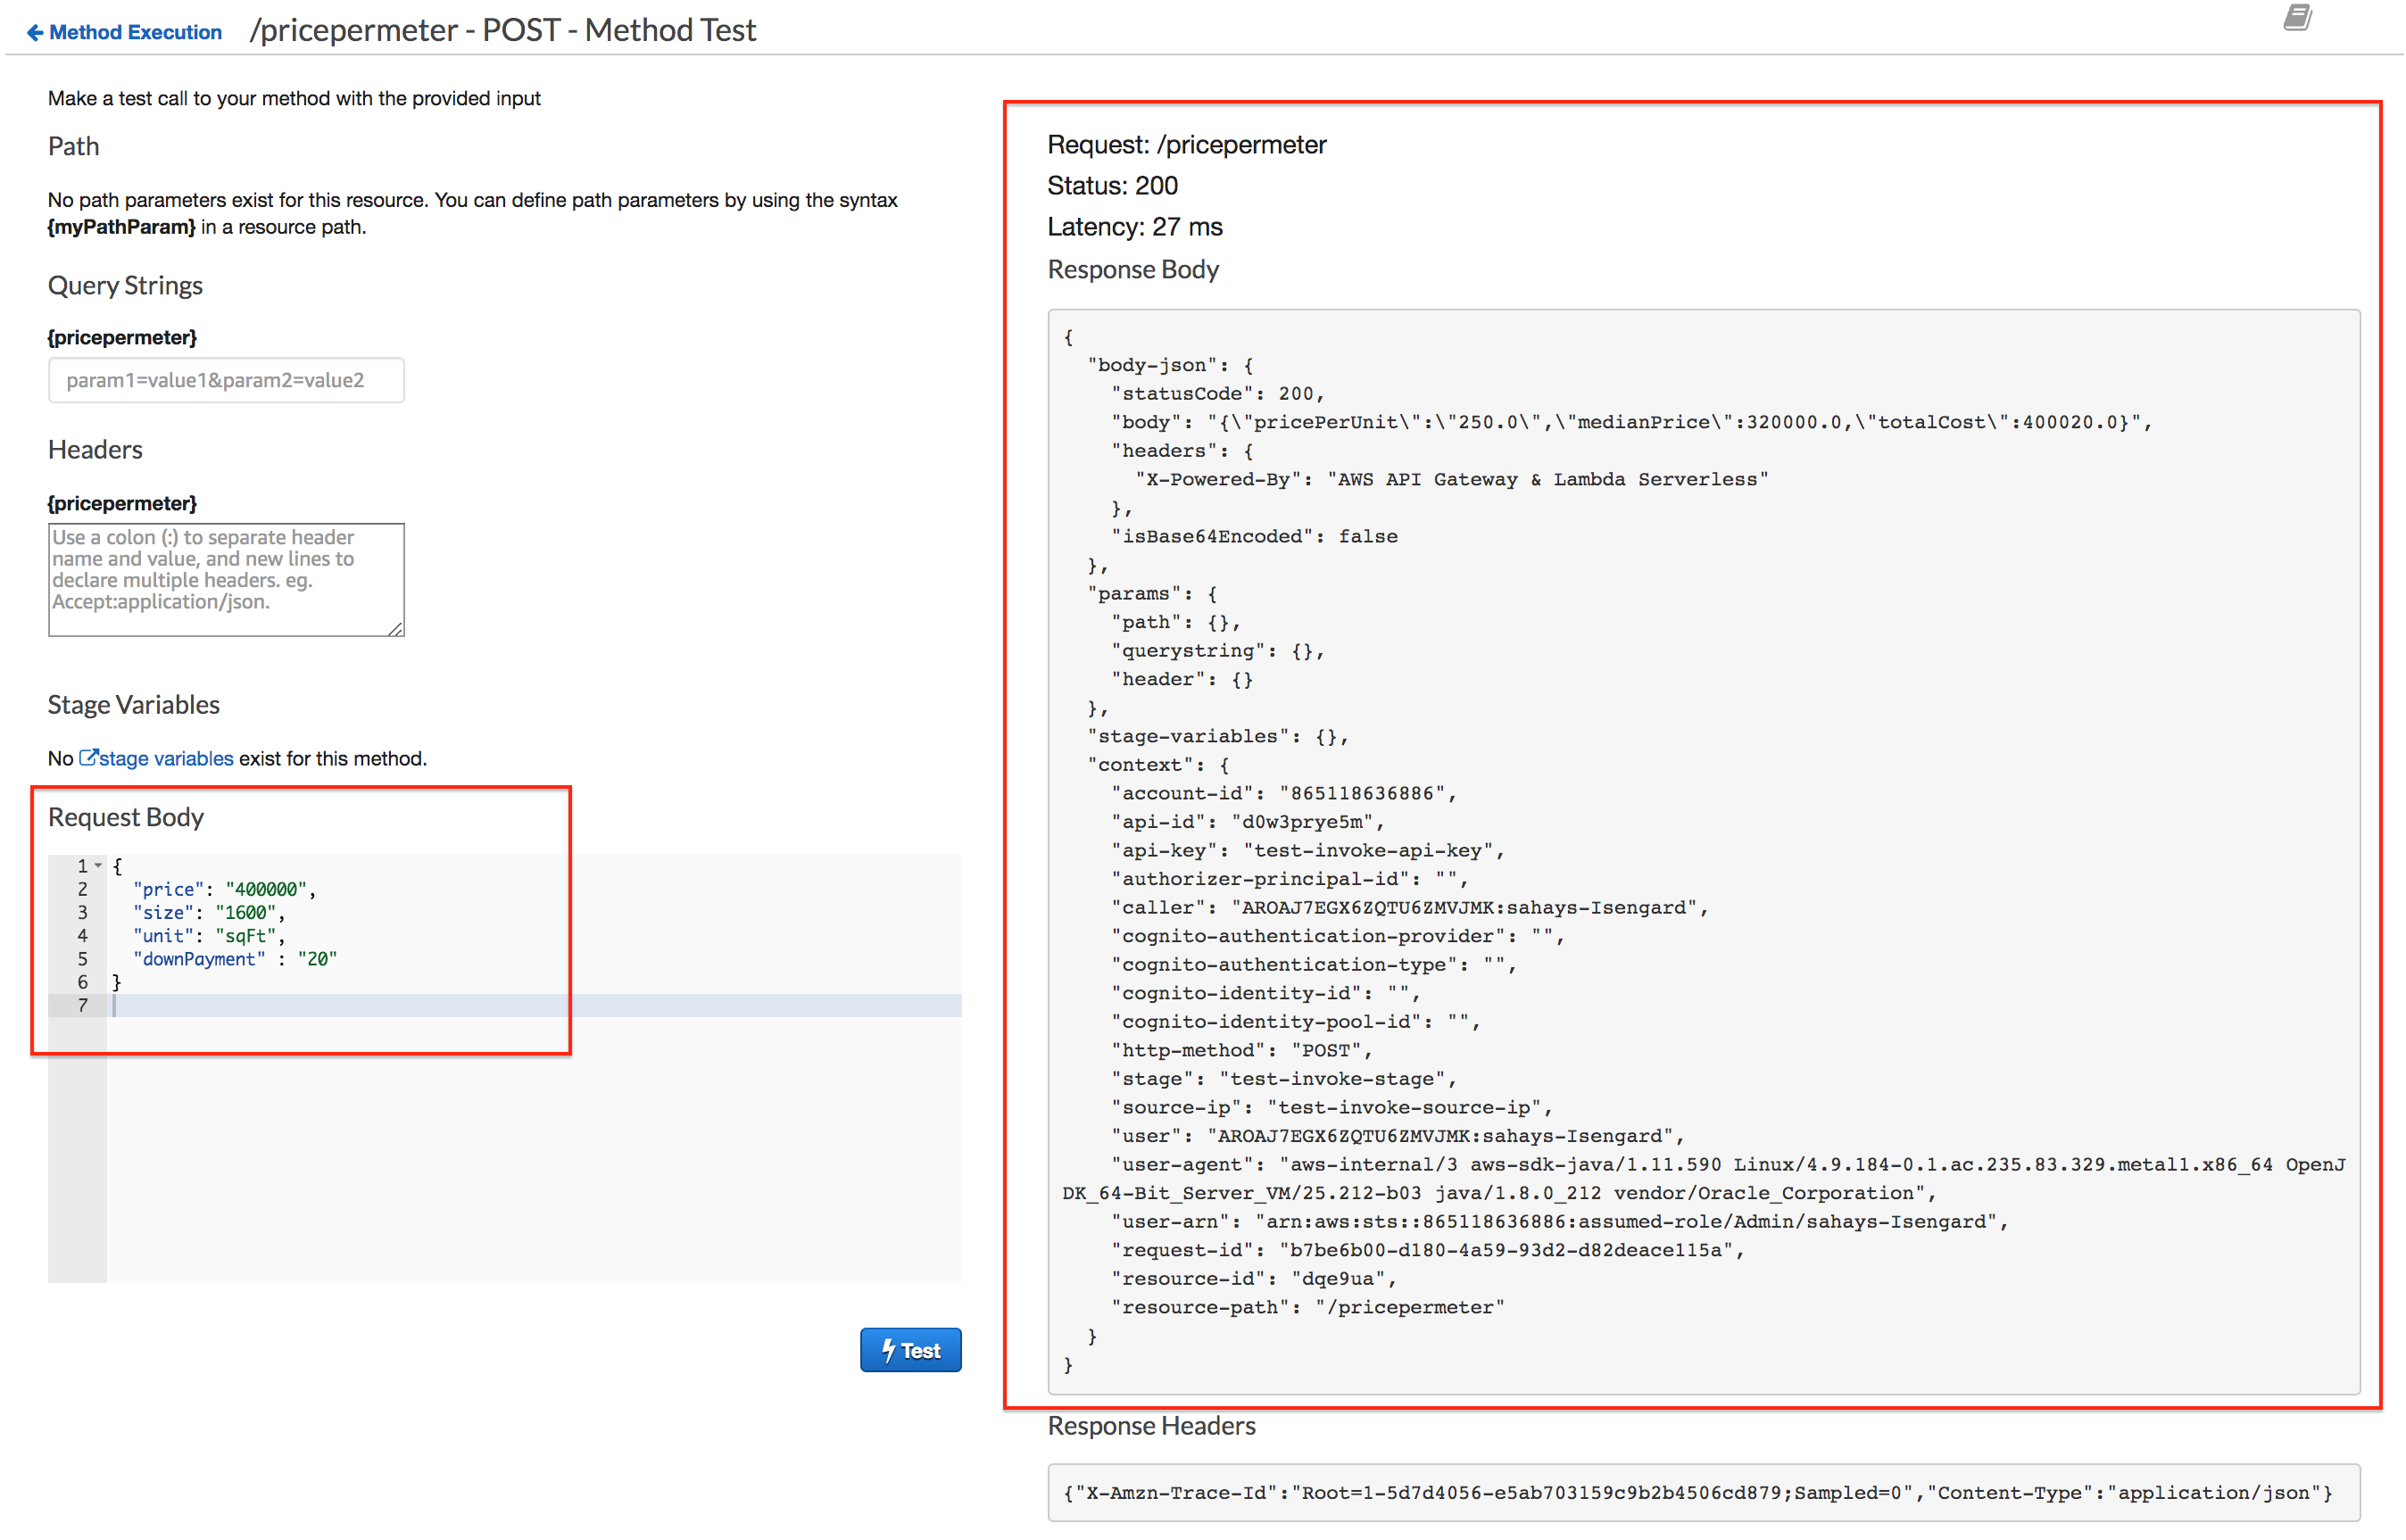 Method Execution /pricepermeter - POST - Method Test
Make a test call to your method with the provided input
Path
No path parameters exist for this resource. You can define path parameters by using the syntax
{myPathParam} in a resource path.
Query Strings
{pricepermeter}
param1=value1&param2=value2
Headers
{pricepermeter}
Use a colon (:) to separate header
name and value, and new lines to
declare multiple headers. eg.
Accept:application/json.
Stage Variables
No stage variables exist for this method.
Request Body
1 {
2 "price": "400000",
3 "size": "1600",
4 "unit": "sqFt",
5 "downPayment" : "20"
6 }
7
Test
Request: /pricepermeter
Status: 200
Latency: 27 ms
Response Body
{
"body-json": {
"statusCode": 200,
"body": "{\"pricePerUnit\":\"250.0\",\"medianPrice\":320000.0,\"totalCost\":400020.0}",
"headers": {
"X-Powered-By": "AWS API Gateway & Lambda Serverless"
},
"isBase64Encoded": false
},
"params": {
"path": {},
"querystring": {},
"header": {}
},
"stage-variables": {},
"context": {
"account-id": "865118636886",
"api-id": "d0w3prye5m",
"api-key": "test-invoke-api-key",
"authorizer-principal-id": "",
"caller": "AROAJ7EGX6ZQTU6ZMVJMK:sahays-Isengard",
"cognito-authentication-provider": "",
"cognito-authentication-type": "",
"cognito-identity-id": "",
"cognito-identity-pool-id": "",
"http-method": "POST",
"stage": "test-invoke-stage",
"source-ip": "test-invoke-source-ip",
"user": "AROAJ7EGX6ZQTU6ZMVJMK:sahays-Isengard",
"user-agent": "aws-internal/3 aws-sdk-java/1.11.590 Linux/4.9.184-0.1.ac.235.83.329.metal1.x86_64 OpenJ
DK_64-Bit_Server_VM/25.212-b03 java/1.8.0_212 vendor/Oracle_Corporation",
"user-arn": "arn:aws:sts::865118636886:assumed-role/Admin/sahays-Isengard",
"request-id": "b7be6b00-d180-4a59-93d2-d82deace115a",
"resource-id": "dqe9ua",
"resource-path": "/pricepermeter"
}
}
Response Headers
{"X-Amzn-Trace-Id":"Root=1-5d7d4056-e5ab703159c9b2b4506cd879;Sampled=0","Content-Type":"application/json"}